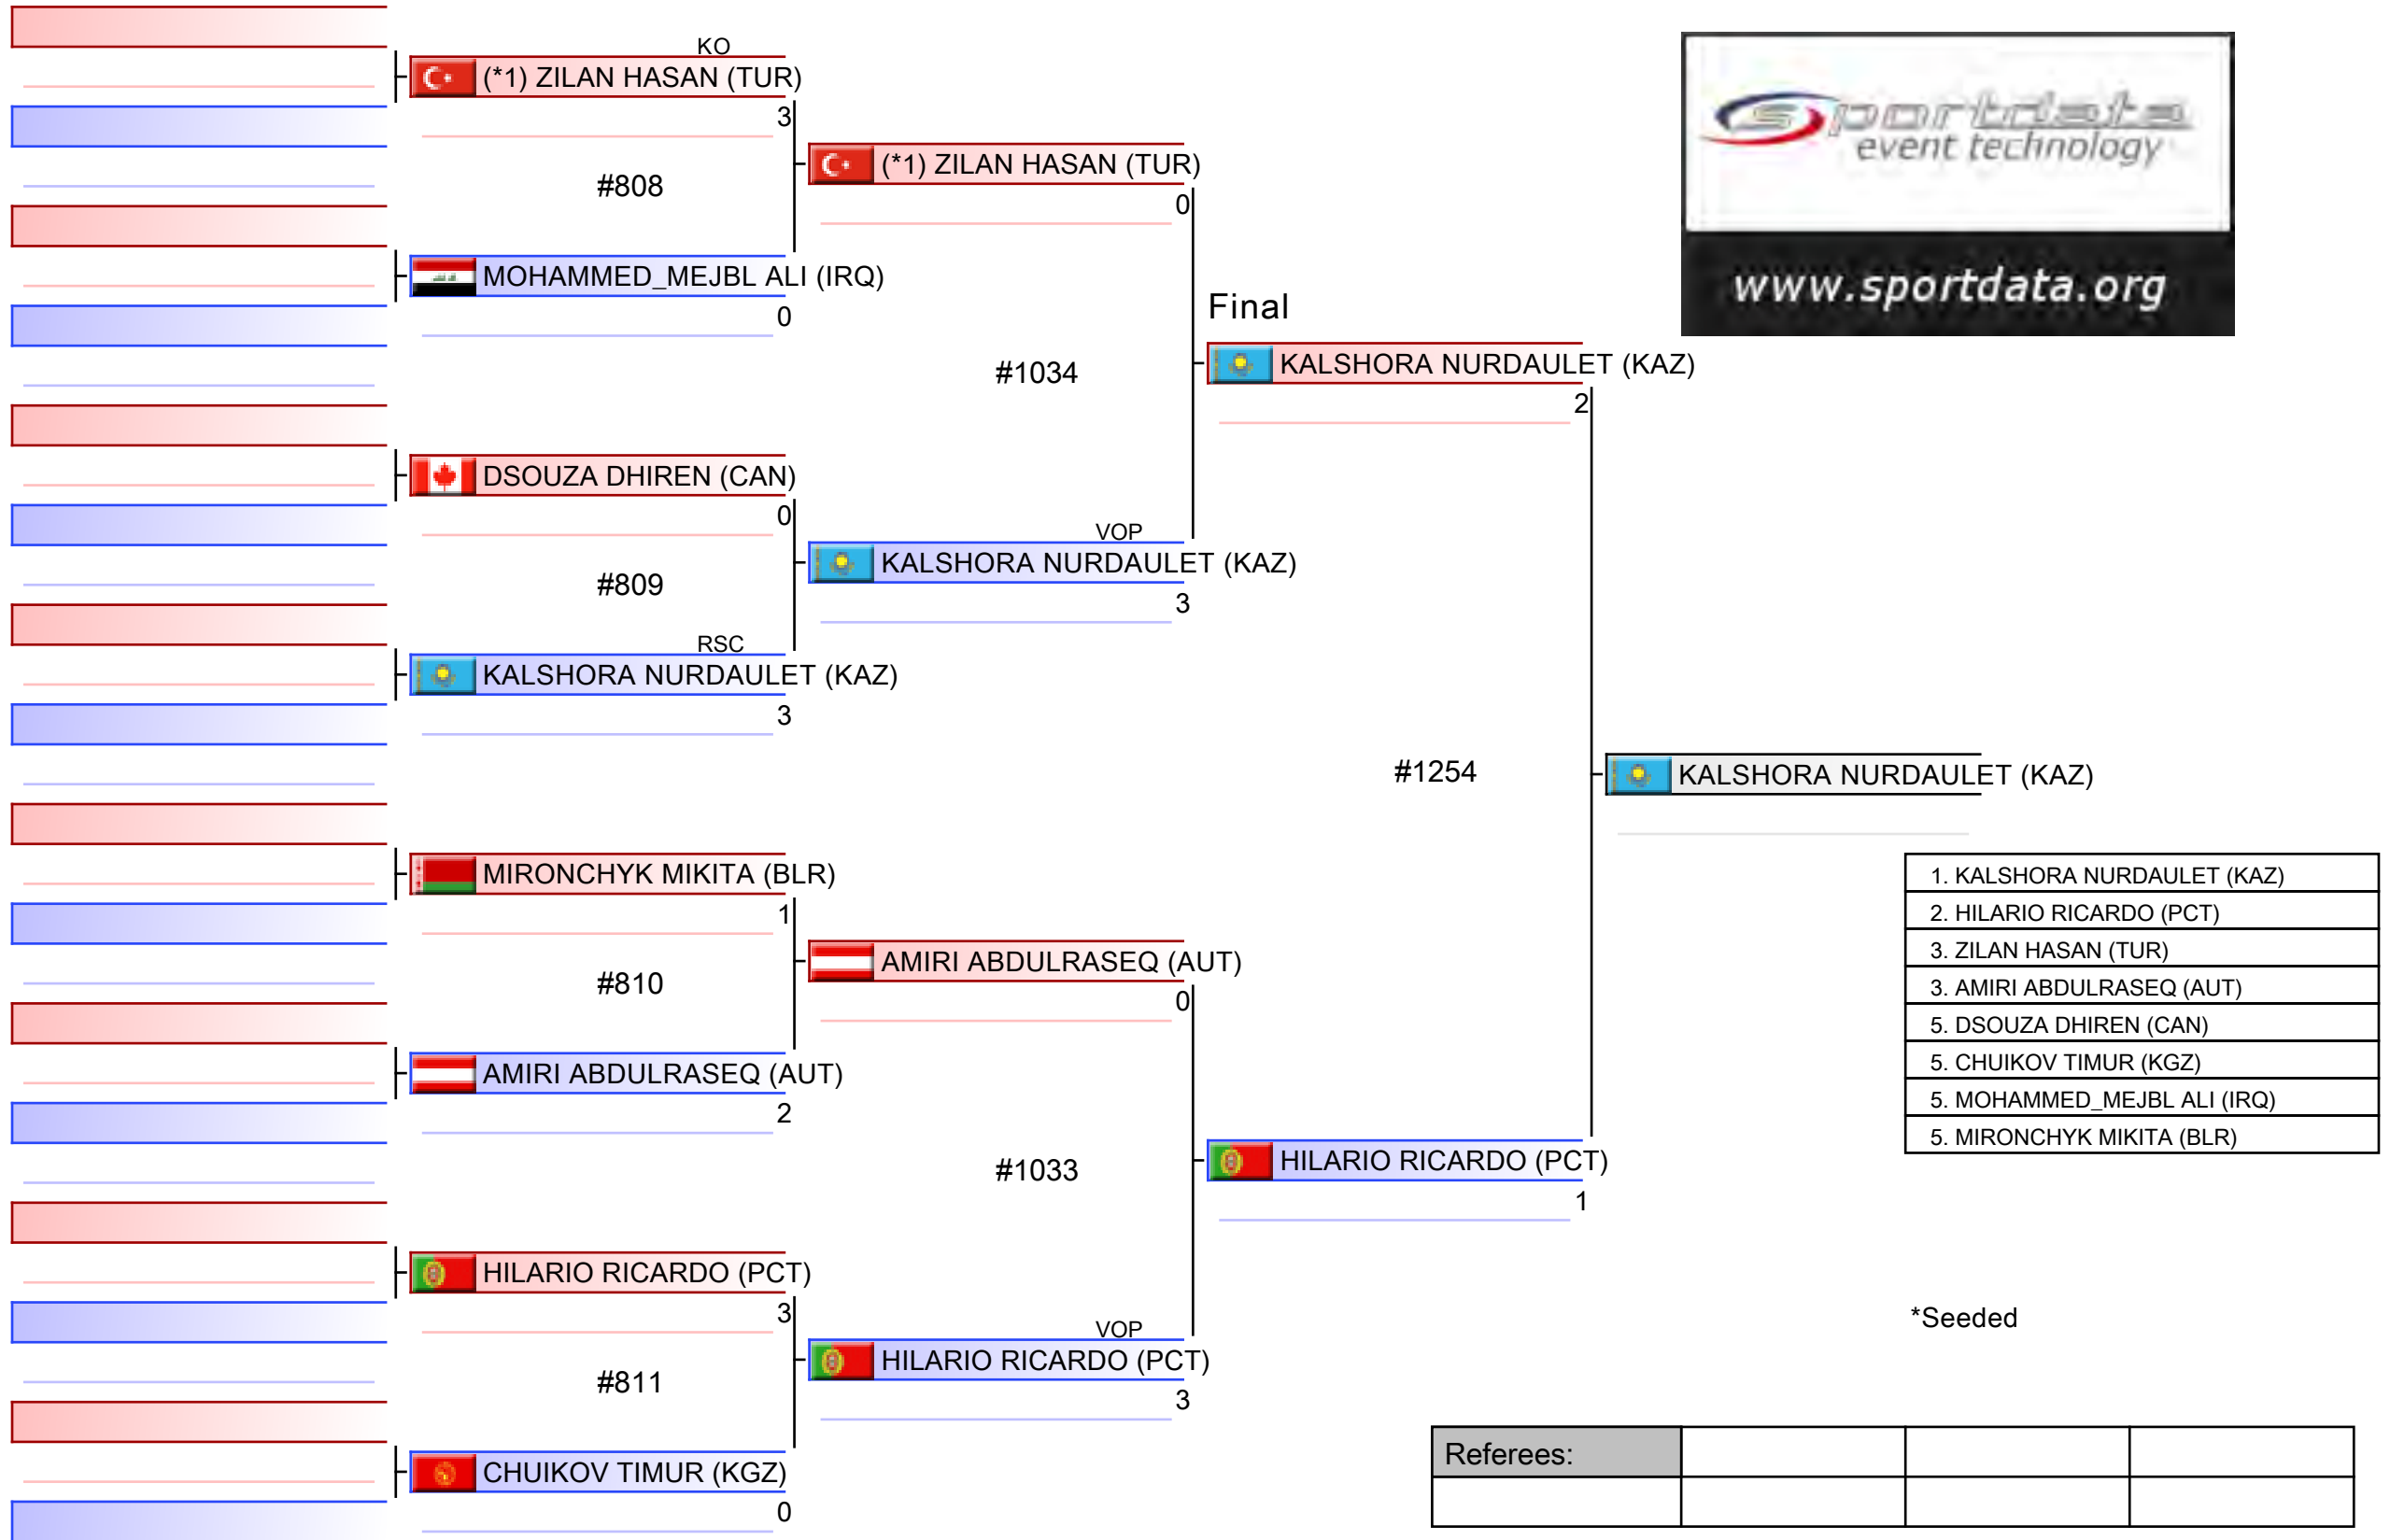 KO
(*1) ZILAN HASAN (TUR)
3
#808
MOHAMMED_MEJBL ALI (IRQ)
0
DSOUZA DHIREN (CAN)
0
#809
RSC
KALSHORA NURDAULET (KAZ)
3
MIRONCHYK MIKITA (BLR)
1
#810
AMIRI ABDULRASEQ (AUT)
2
HILARIO RICARDO (PCT)
3
#811
CHUIKOV TIMUR (KGZ)
0
(*1) ZILAN HASAN (TUR)
0
#1034
VOP
KALSHORA NURDAULET (KAZ)
3
AMIRI ABDULRASEQ (AUT)
0
#1033
VOP
HILARIO RICARDO (PCT)
3
Final
KALSHORA NURDAULET (KAZ)
2
#1254
HILARIO RICARDO (PCT)
1
KALSHORA NURDAULET (KAZ)
sportdata
event technology
www.sportdata.org
1. KALSHORA NURDAULET (KAZ)
2. HILARIO RICARDO (PCT)
3. ZILAN HASAN (TUR)
3. AMIRI ABDULRASEQ (AUT)
5. DSOUZA DHIREN (CAN)
5. CHUIKOV TIMUR (KGZ)
5. MOHAMMED_MEJBL ALI (IRQ)
5. MIRONCHYK MIKITA (BLR)
*Seeded
Referees: